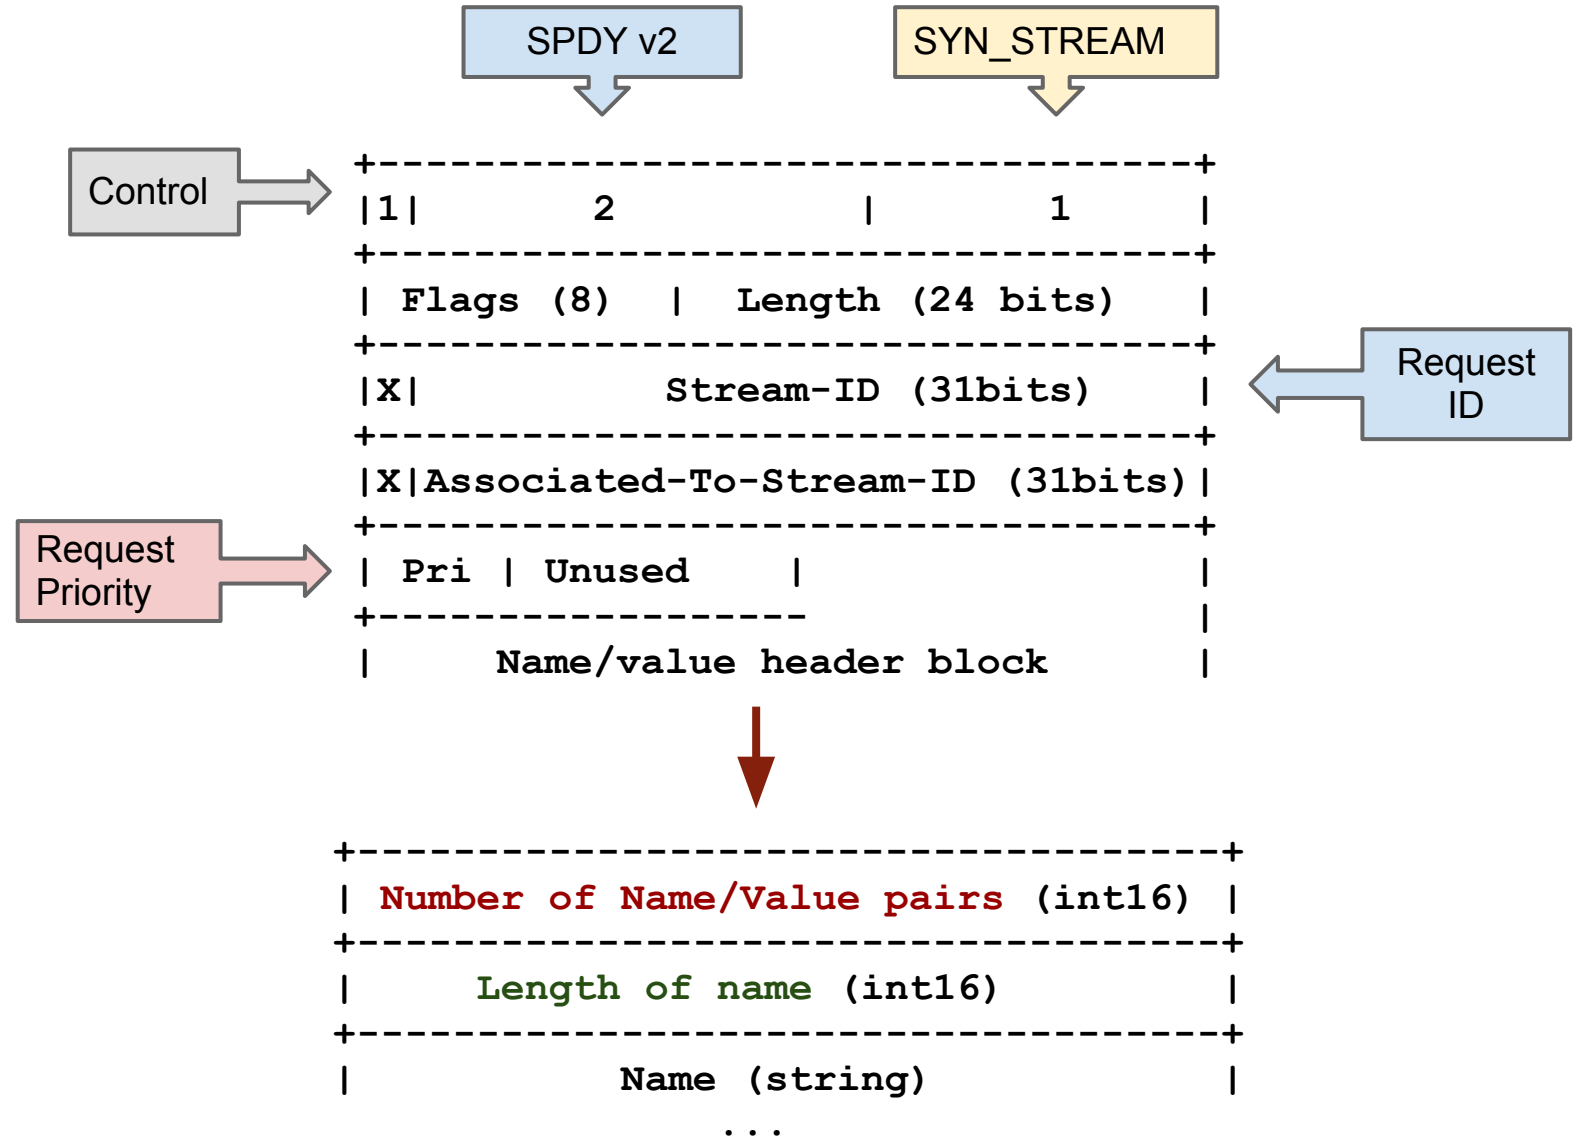 SPDY v2
SYN_STREAM
Control
+-----------------------------------+
|1| 2 | 1 |
+-----------------------------------+
| Flags (8) | Length (24 bits) |
+-----------------------------------+
|X| Stream-ID (31bits) |
+-----------------------------------+
Request
ID
|X|Associated-To-Stream-ID (31bits)|
+-----------------------------------+
Request
Priority
| Pri | Unused | |
+------------------ |
| Name/value header block |
+------------------------------------+
| Number of Name/Value pairs (int16) |
+------------------------------------+
| Length of name (int16) |
+------------------------------------+
| Name (string) |
...